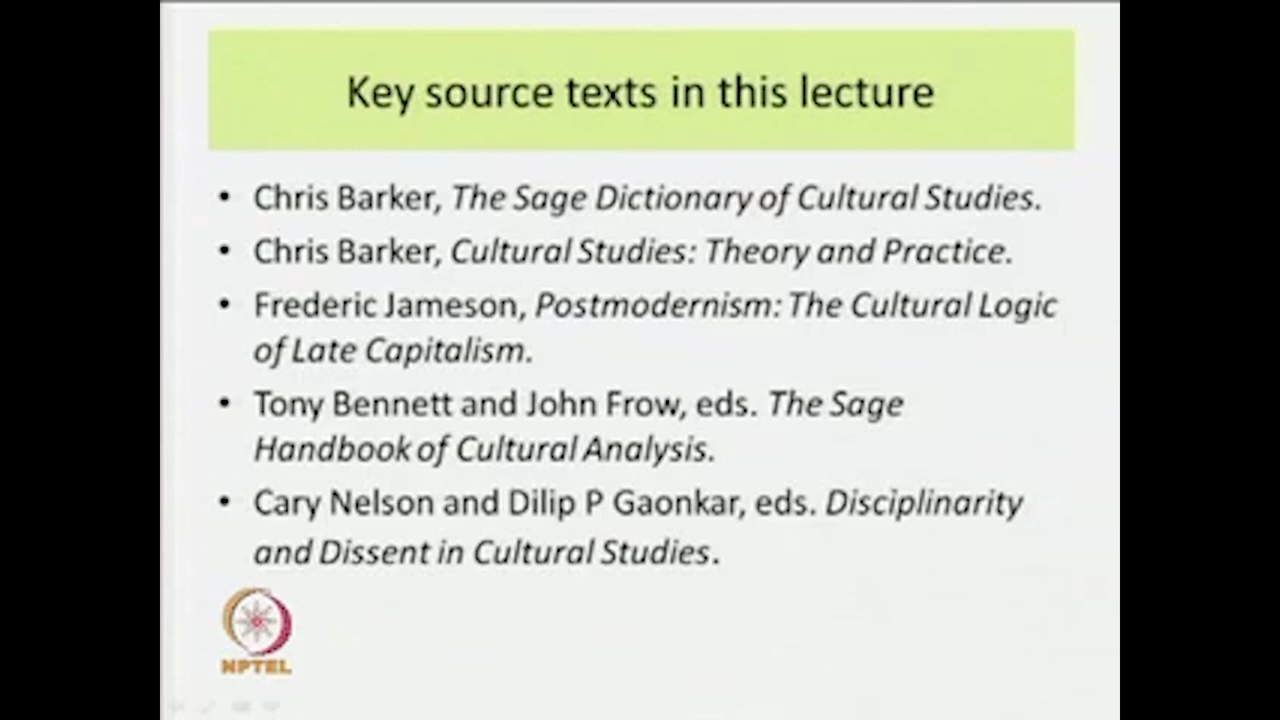 Key source texts in this lecture
• Chris Barker, The Sage Dictionary of Cultural Studies.
• Chris Barker, Cultural Studies: Theory and Practice.
• Frederic Jameson, Postmodernism: The Cultural Logic
of Late Capitalism.
• Tony Bennett and John Frow, eds. The Sage
Handbook of Cultural Analysis.
• Cary Nelson and Dilip P Gaonkar, eds. Disciplinarity
and Dissent in Cultural Studies.
NPTEL